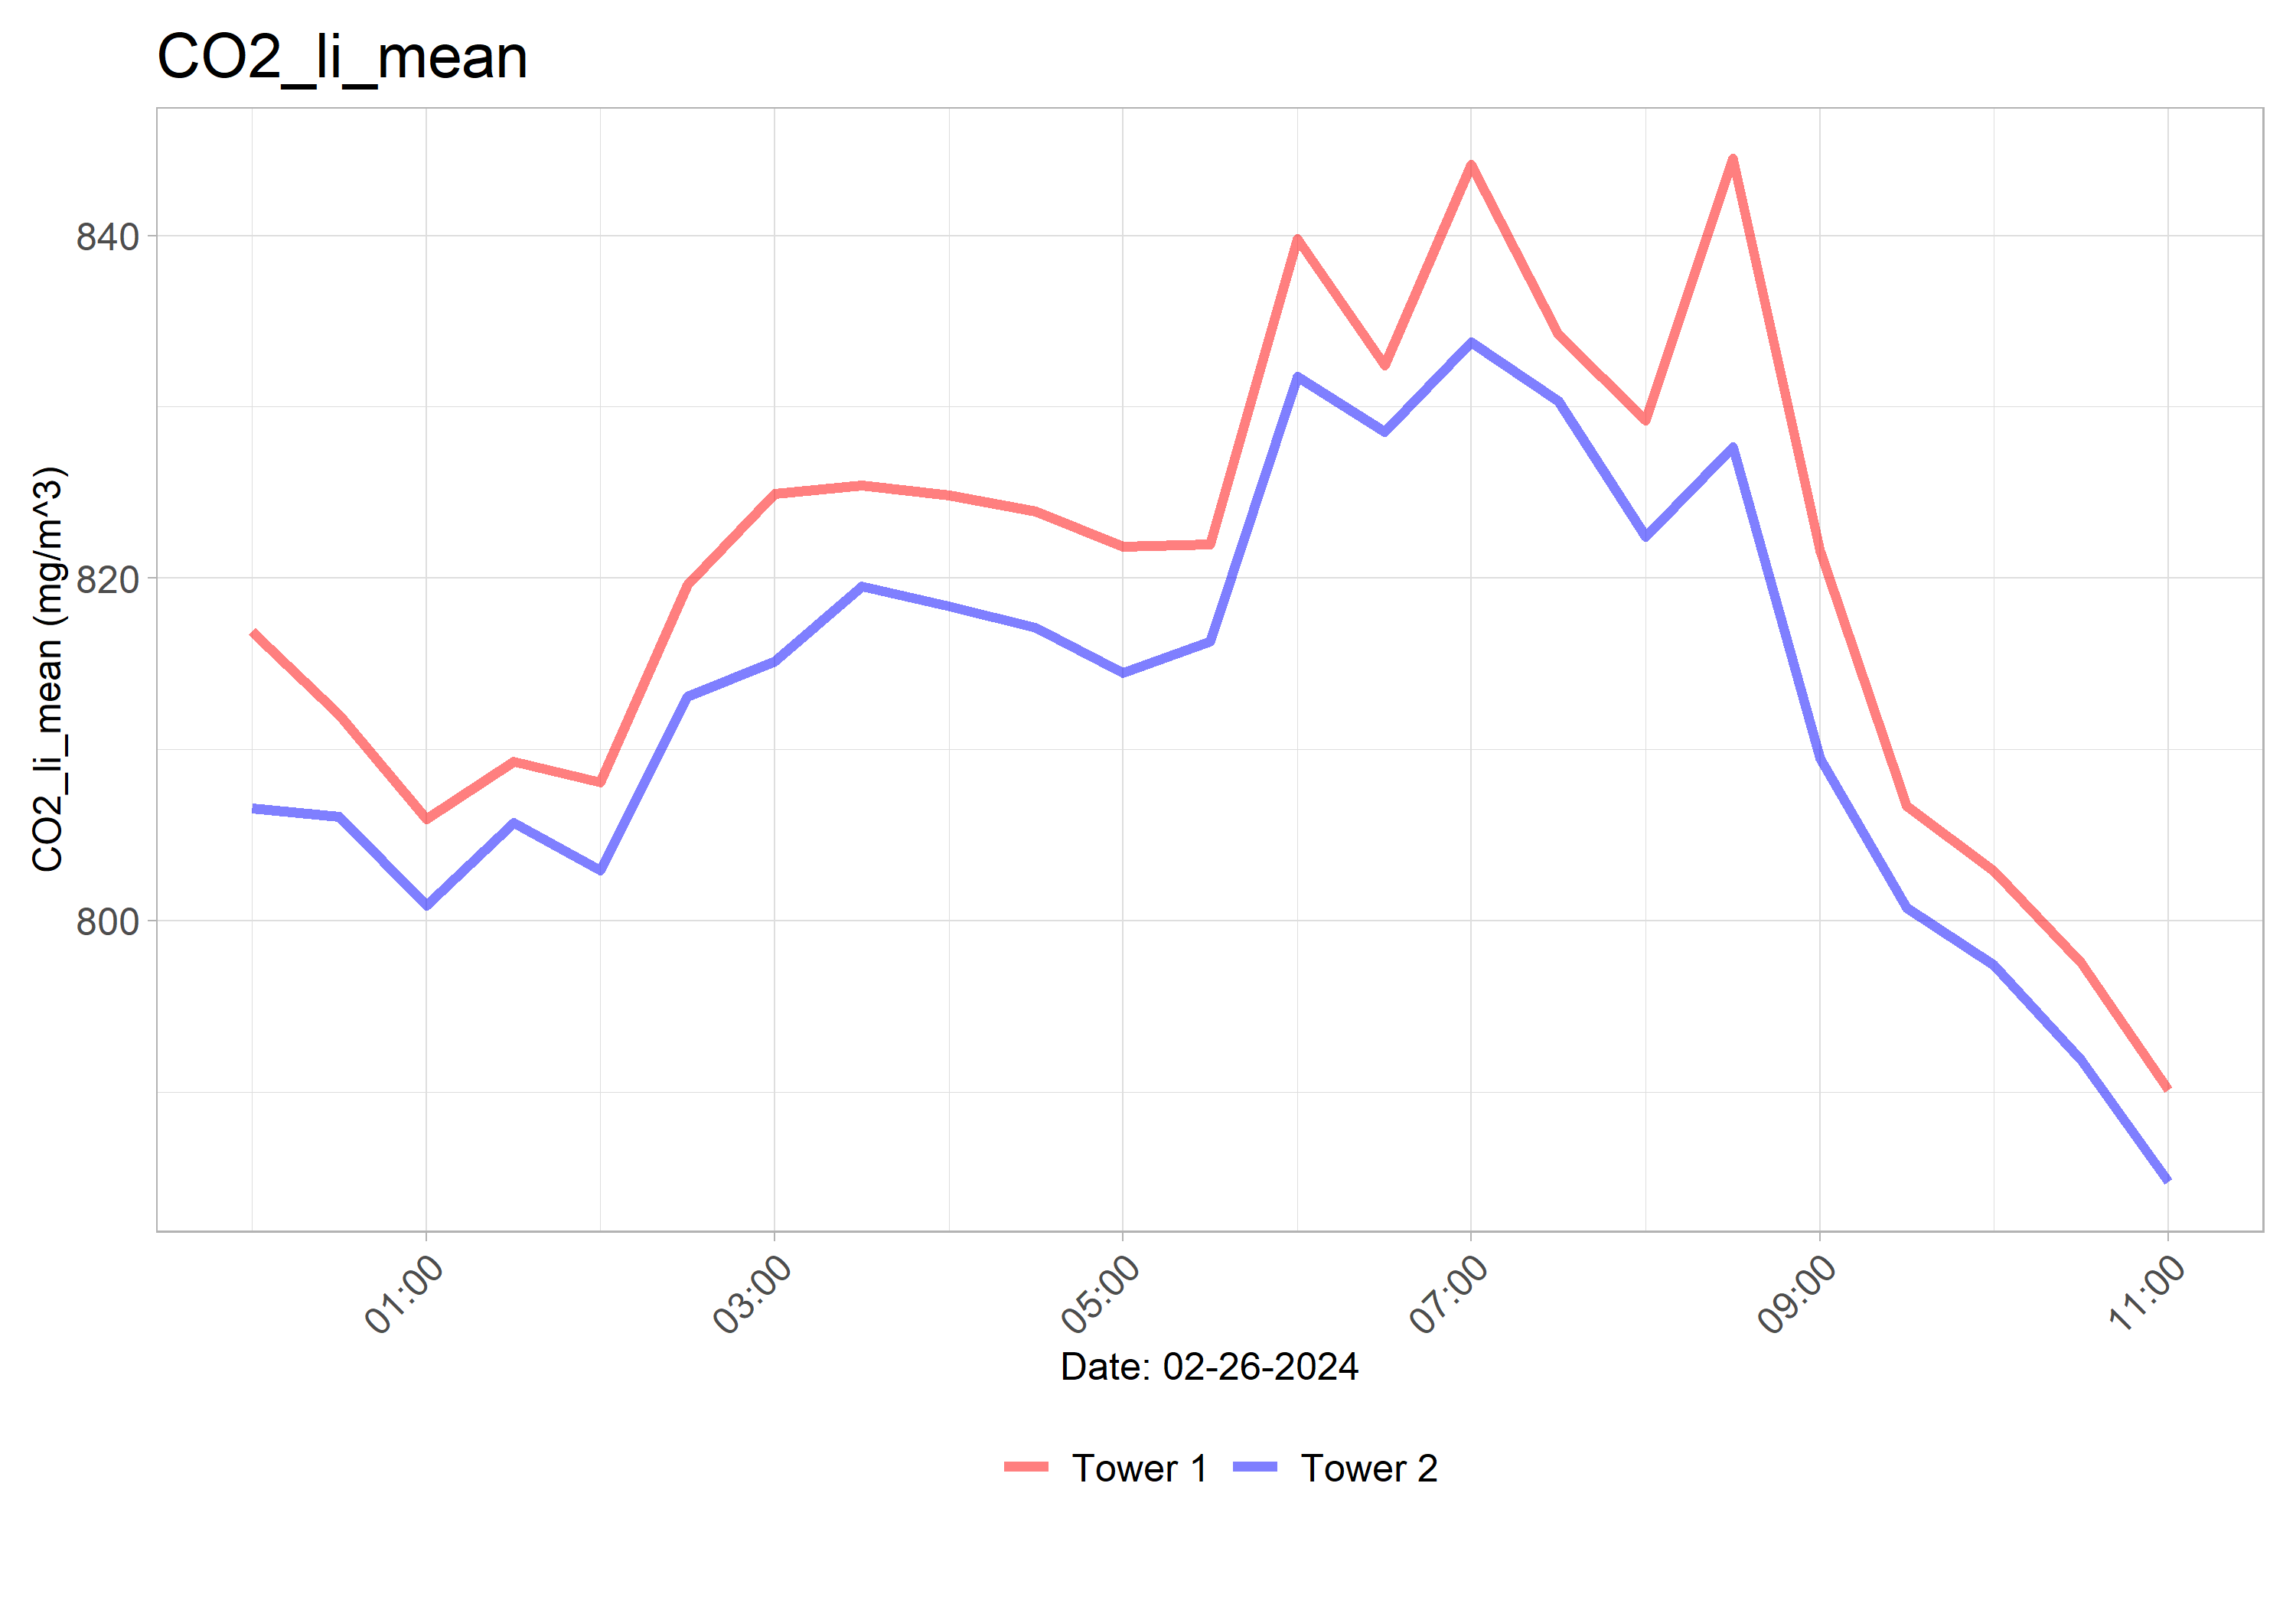 CO2_li_mean
CO2_li_mean (mg/m^3)
840
820
800
01:00
03:00
05:00
07:00
09:00
11:00
Date: 02-26-2024
Tower 1
Tower 2